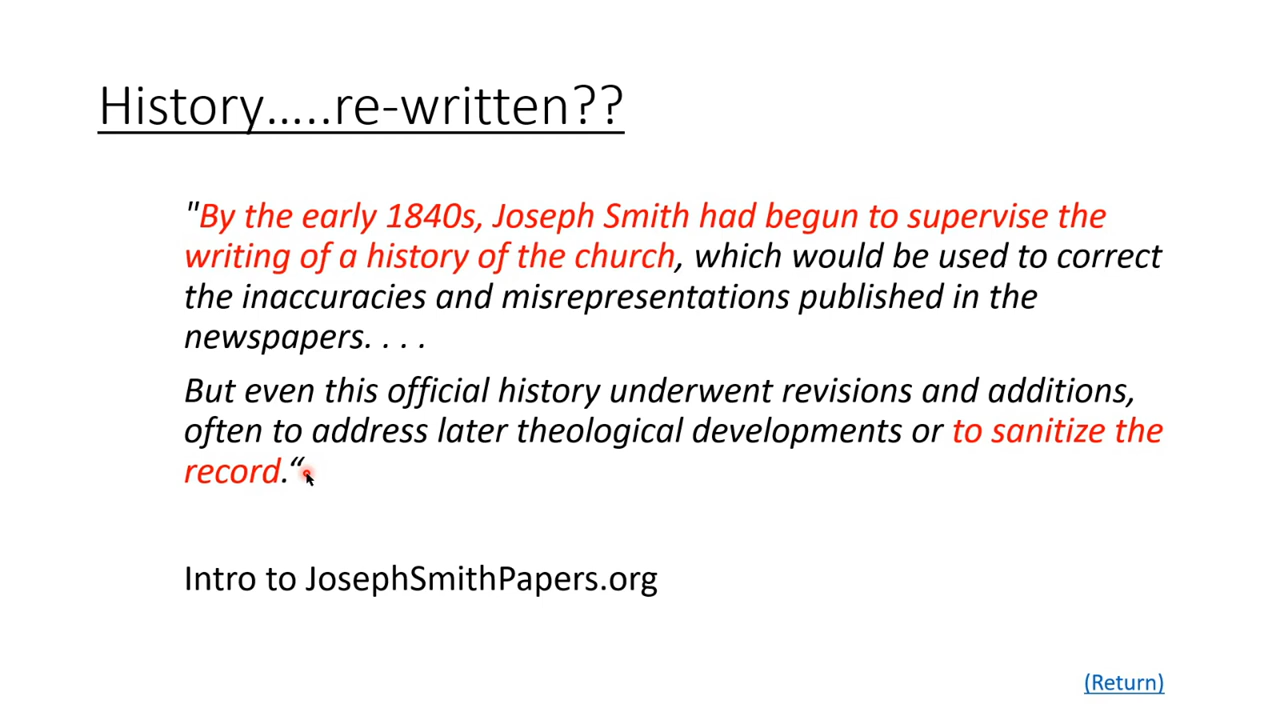 History.....re-written??
"By the early 1840s, Joseph Smith had begun to supervise the
writing of a history of the church, which would be used to correct
the inaccuracies and misrepresentations published in the
newspapers. . . .
But even this official history underwent revisions and additions,
often to address later theological developments or to sanitize the
record.“
Intro to JosephSmithPapers.org
(Return)